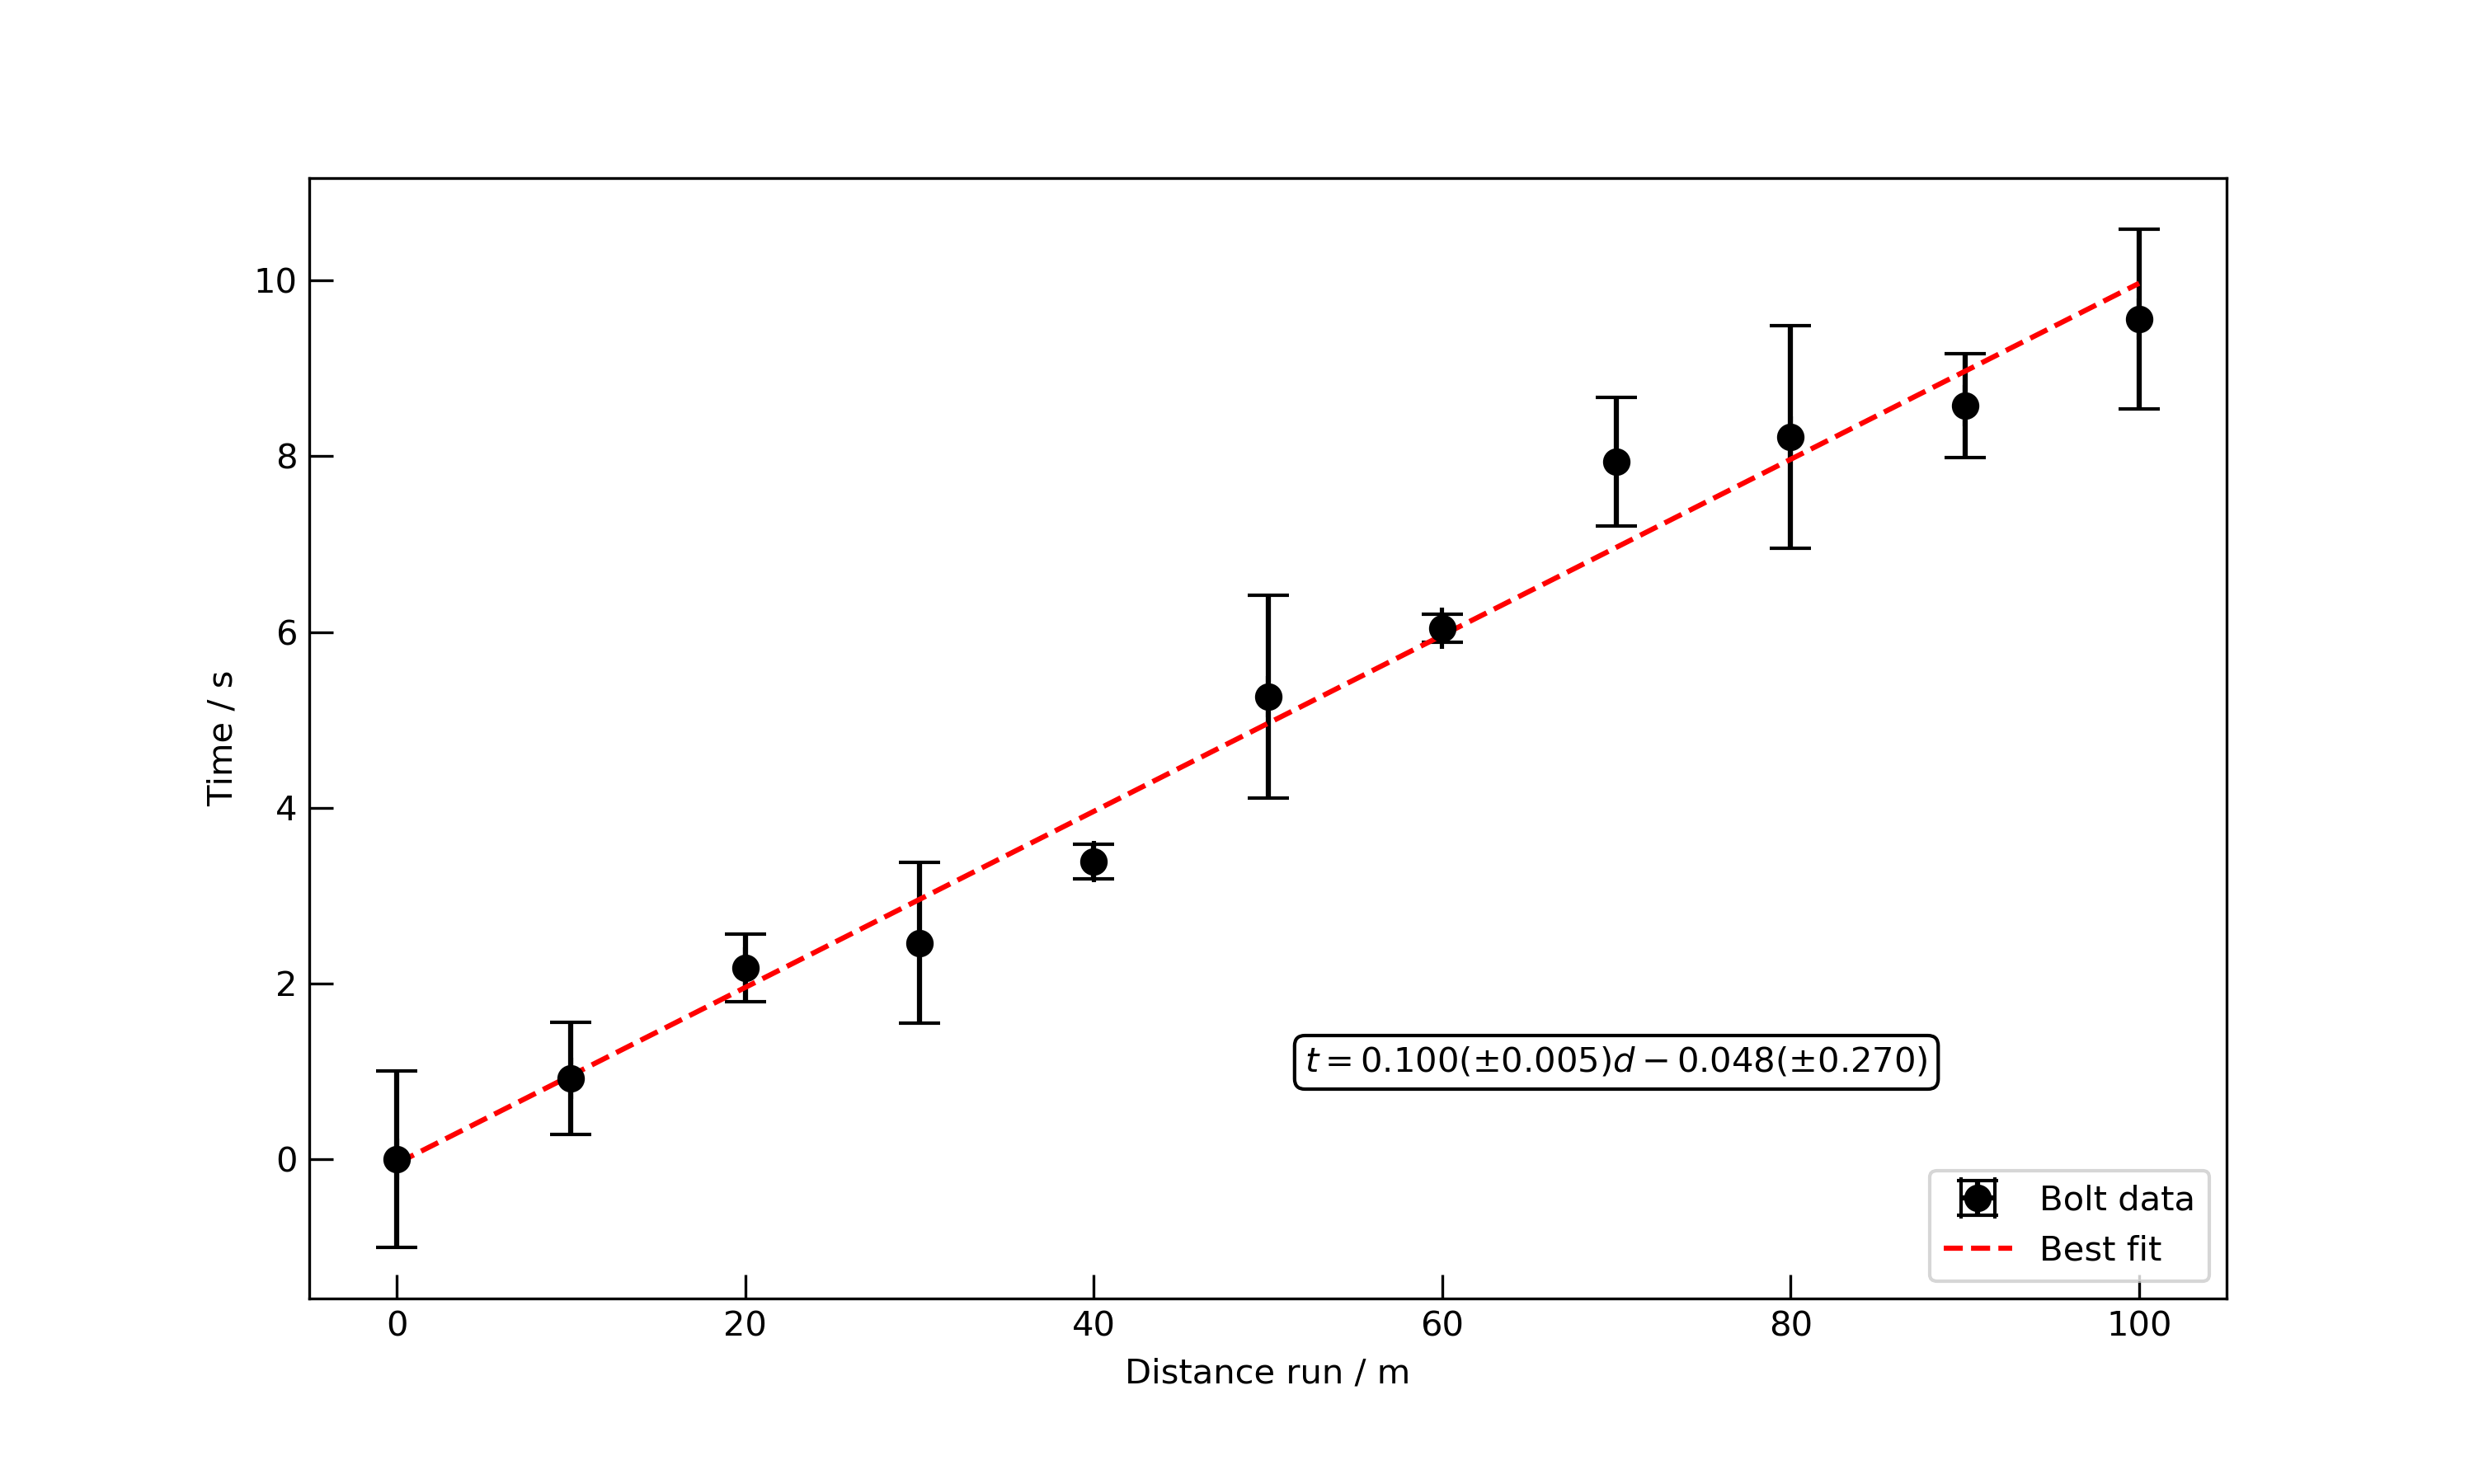 10
8
6
4
2
0
Time / s
t = 0.100(±0.005)d − 0.048(±0.270)
Bolt data
Best fit
0 20 40 60 80 100
Distance run / m